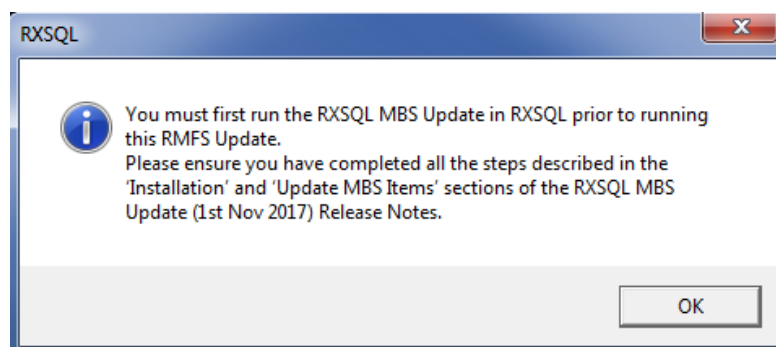 RXSQL
You must first run the RXSQL MBS Update in RXSQL prior to running
this RMFS Update.
Please ensure you have completed all the steps described in the
'Installation' and 'Update MBS Items' sections of the RXSQL MBS
Update (1st Nov 2017) Release Notes.
OK